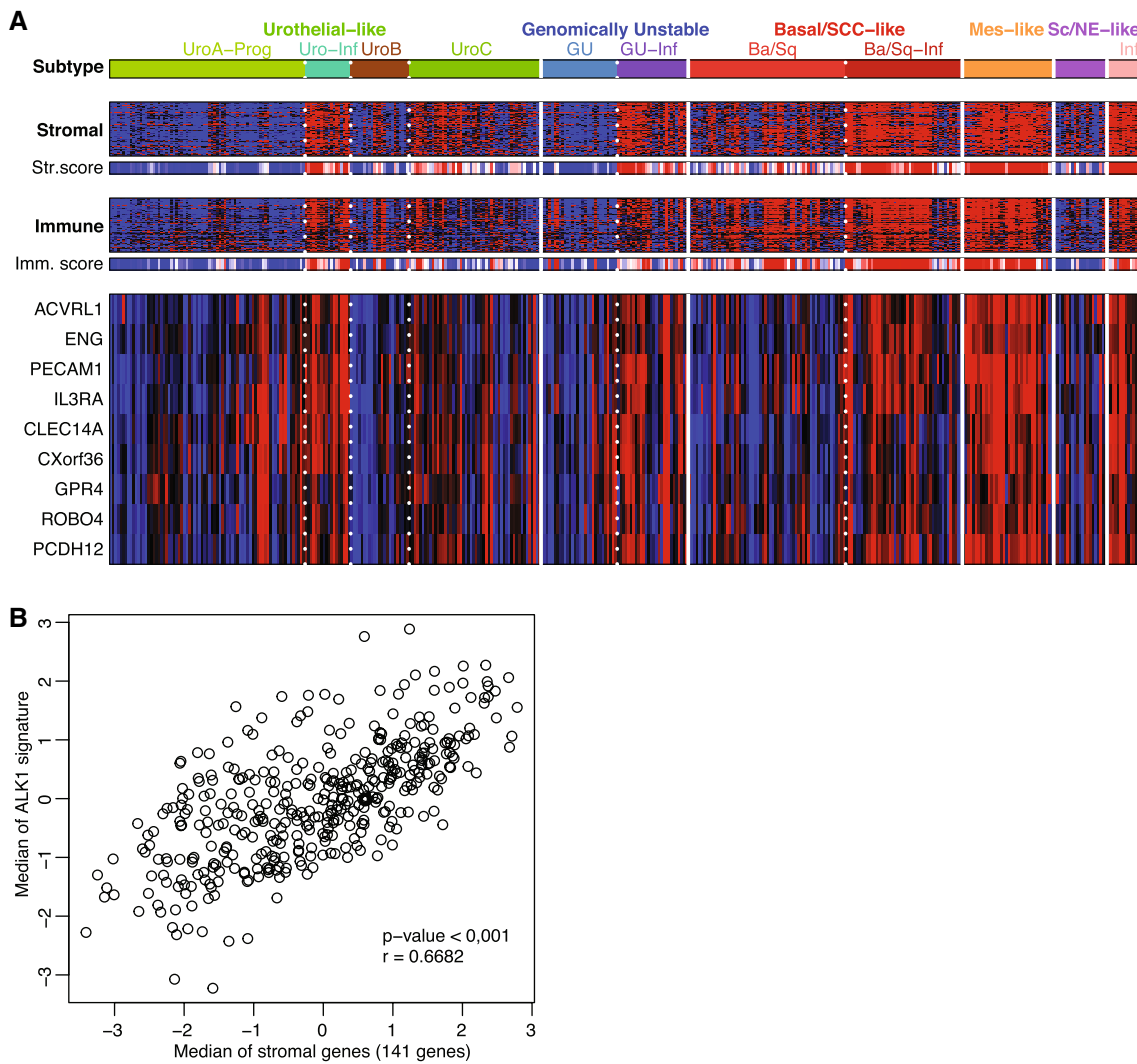 A
Urothelial-like Genomically Unstable Basal/SCC-like Mes-like Sc/NE-like
UroA-Prog Uro-Inf UroB UroC GU GU-Inf Ba/Sq Ba/Sq-Inf Inf
Subtype
Stromal
Str.score
Immune
Imm. score
ACVRL1
ENG
PECAM1
IL3RA
CLEC14A
CXorf36
GPR4
ROBO4
PCDH12
B
Median of ALK1 signature
3
2
1
0
−1
−2
−3
p−value < 0,001
r = 0.6682
−3 −2 −1 0 1 2 3
Median of stromal genes (141 genes)